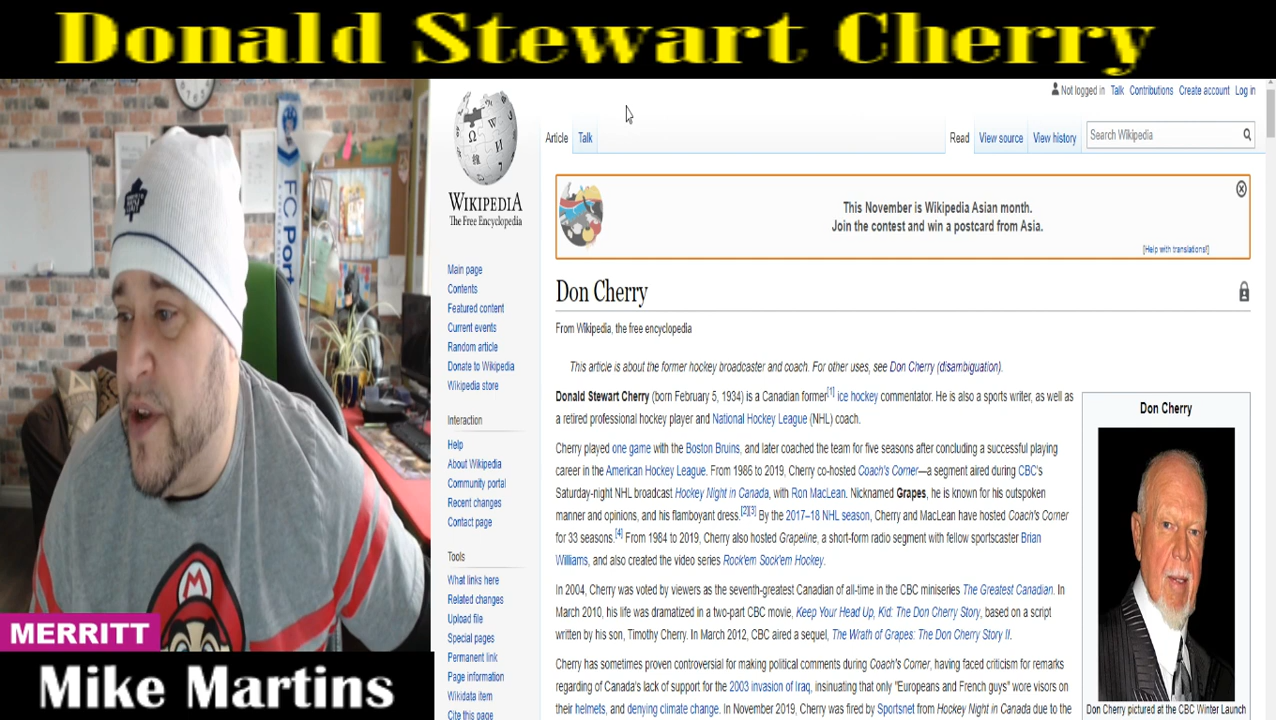 Donald Stewart Cherry
Not logged in Talk Contributions Create account Log in
Article Talk Read View source View history Search Wikipedia
WIKIPEDIA
The Free Encyclopedia
This November is Wikipedia Asian month.
Join the contest and win a postcard from Asia.
[Help with translations!]
Main page
Contents
Featured content
Current events
Random article
Donate to Wikipedia
Wikipedia store
Interaction
Help
About Wikipedia
Community portal
Recent changes
Contact page
Tools
What links here
Related changes
Upload file
Special pages
Permanent link
Page information
Wikidata item
Cite this page
Don Cherry
From Wikipedia, the free encyclopedia
This article is about the former hockey broadcaster and coach. For other uses, see Don Cherry (disambiguation).
Donald Stewart Cherry (born February 5, 1934) is a Canadian former[1] ice hockey commentator. He is also a sports writer, as well as
a retired professional hockey player and National Hockey League (NHL) coach.
Cherry played one game with the Boston Bruins, and later coached the team for five seasons after concluding a successful playing
career in the American Hockey League. From 1986 to 2019, Cherry co-hosted Coach's Corner—a segment aired during CBC's
Saturday-night NHL broadcast Hockey Night in Canada, with Ron MacLean. Nicknamed Grapes, he is known for his outspoken
manner and opinions, and his flamboyant dress.[2][3] By the 2017–18 NHL season, Cherry and MacLean have hosted Coach's Corner
for 33 seasons.[4] From 1984 to 2019, Cherry also hosted Grapeline, a short-form radio segment with fellow sportscaster Brian
Williams, and also created the video series Rock'em Sock'em Hockey.
In 2004, Cherry was voted by viewers as the seventh-greatest Canadian of all-time in the CBC miniseries The Greatest Canadian. In
March 2010, his life was dramatized in a two-part CBC movie, Keep Your Head Up, Kid: The Don Cherry Story, based on a script
written by his son, Timothy Cherry. In March 2012, CBC aired a sequel, The Wrath of Grapes: The Don Cherry Story II.
Cherry has sometimes proven controversial for making political comments during Coach's Corner, having faced criticism for remarks
regarding of Canada's lack of support for the 2003 invasion of Iraq, insinuating that only "Europeans and French guys" wore visors on
their helmets, and denying climate change. In November 2019, Cherry was fired by Sportsnet from Hockey Night in Canada due to the
Don Cherry
Don Cherry pictured at the CBC Winter Launch
FC Port
M
MERRITT
Mike Martins